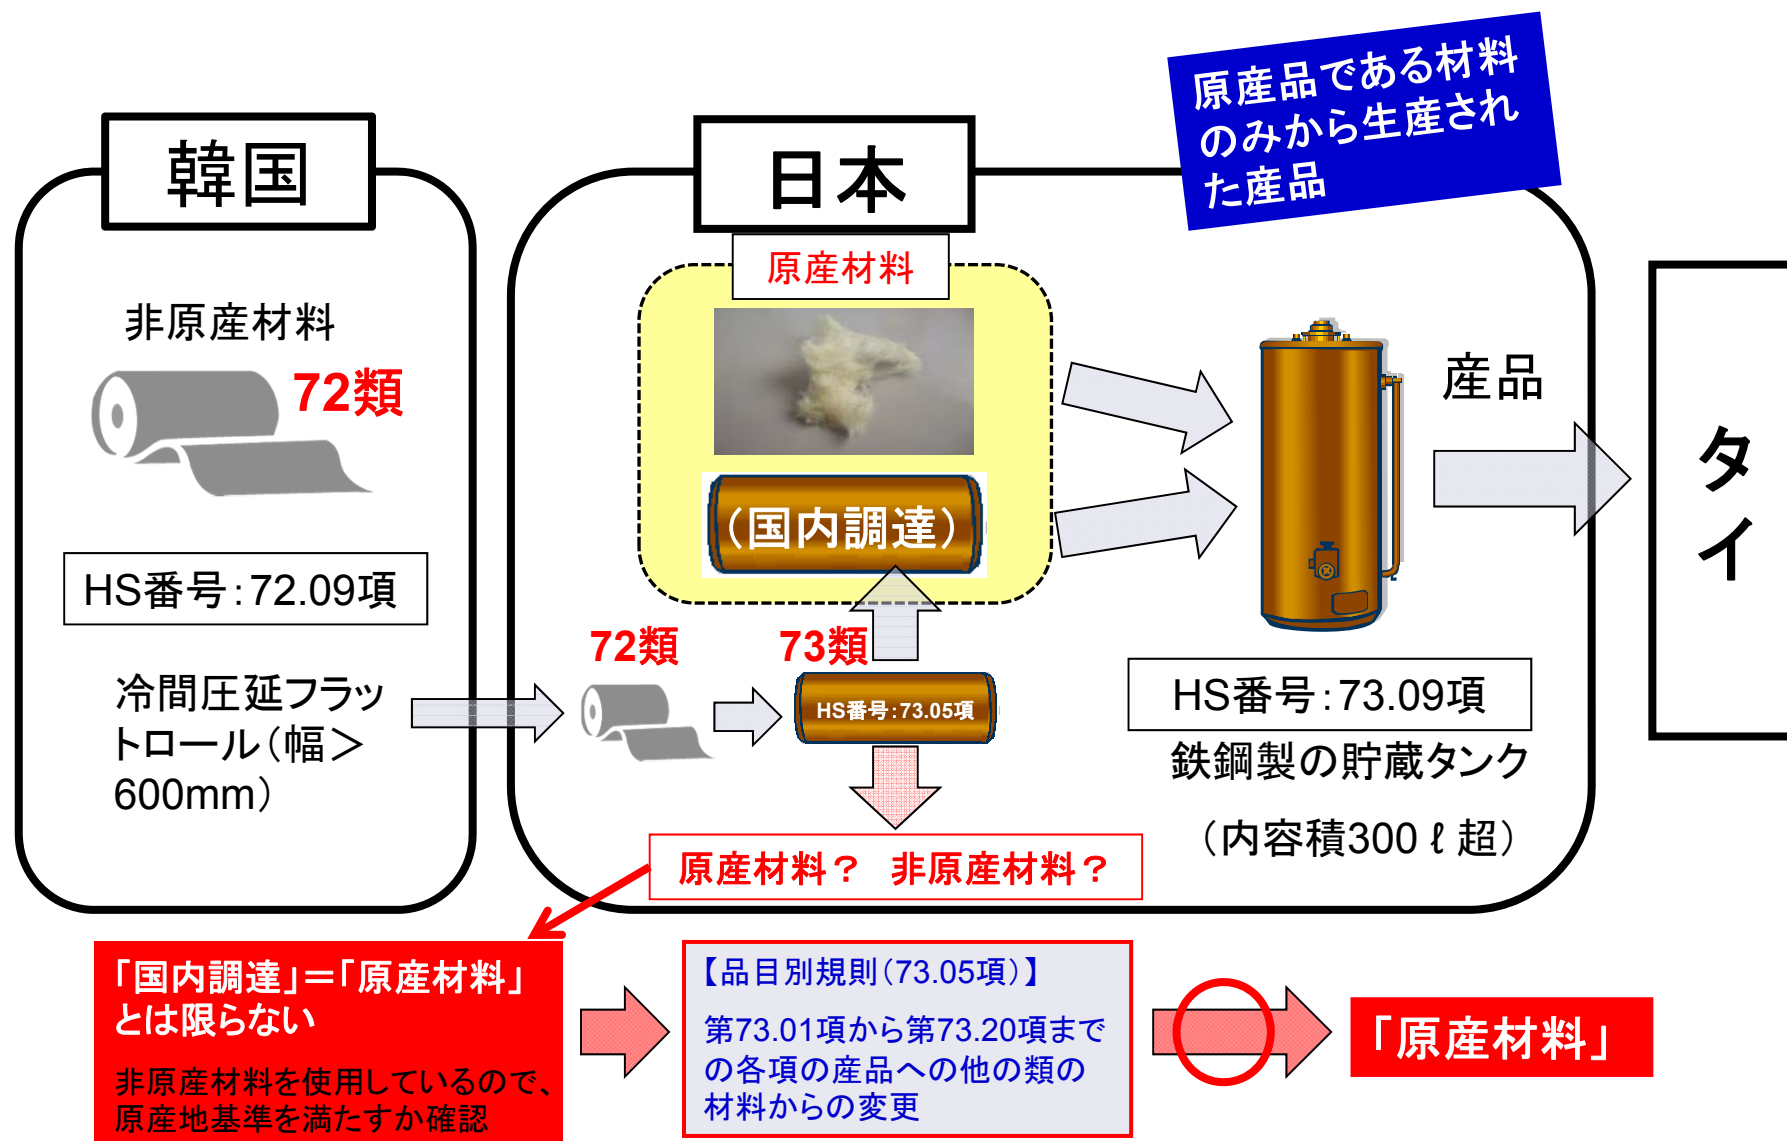 原産品である材料
のみから生産され
た産品
韓国
日本
原産材料
非原産材料
72類
(国内調達)
産品
タ
イ
HS番号:72.09項
72類
73類
冷間圧延フラッ
トロール(幅>
600mm)
HS番号:73.05項
HS番号:73.09項
鉄鋼製の貯蔵タンク
(内容積300ℓ超)
原産材料? 非原産材料?
「国内調達」=「原産材料」
とは限らない
非原産材料を使用しているので、
原産地基準を満たすか確認
【品目別規則(73.05項)】
第73.01項から第73.20項まで
の各項の産品への他の類の
材料からの変更
「原産材料」